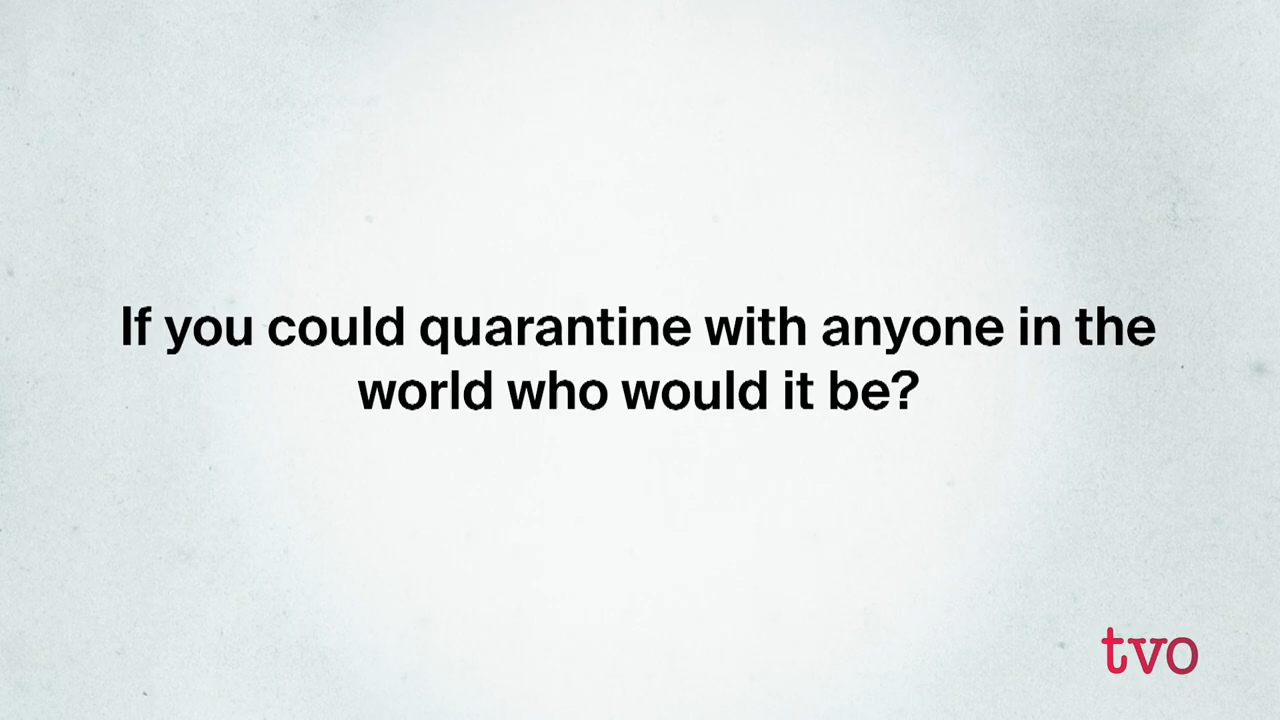 If you could quarantine with anyone in the
world who would it be?
tvo